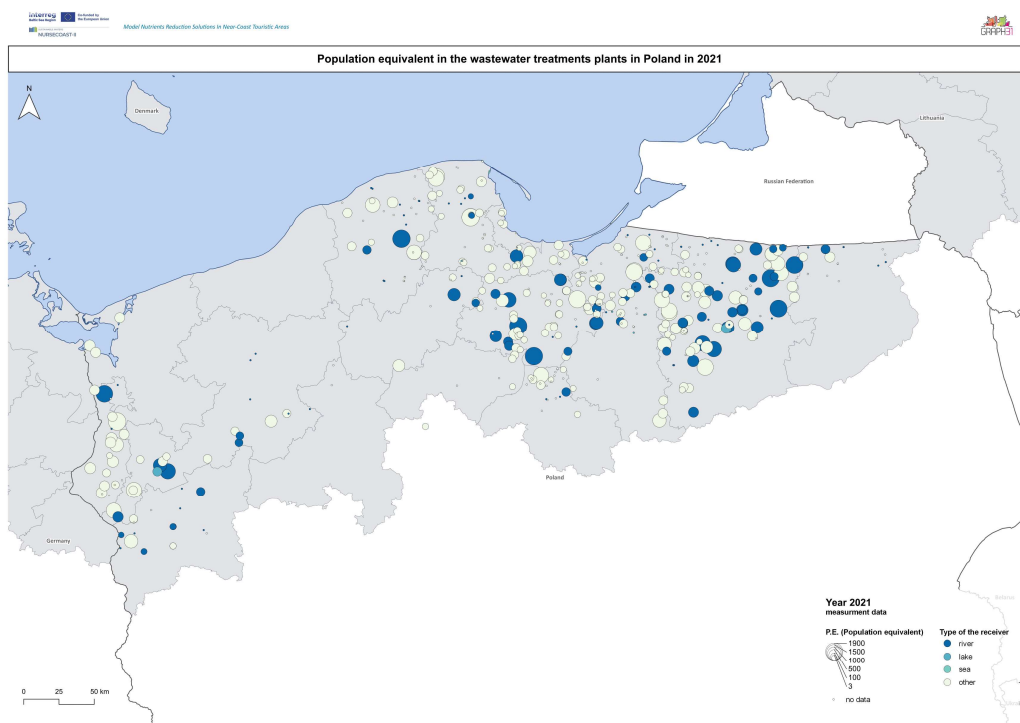 Interreg
Baltic Sea Region
Co-funded by
the European Union
NURSECOAST-II
Model Nutrients Reduction Solutions in Near-Coast Touristic Areas
GRAPH31
Population equivalent in the wastewater treatments plants in Poland in 2021
N
Denmark
Lithuania
Russian Federation
Poland
Germany
Belarus
Year 2021
measurment data
P.E. (Population equivalent)
1900
1500
1000
500
100
3
no data
Type of the receiver
river
lake
sea
other
0 25 50 km